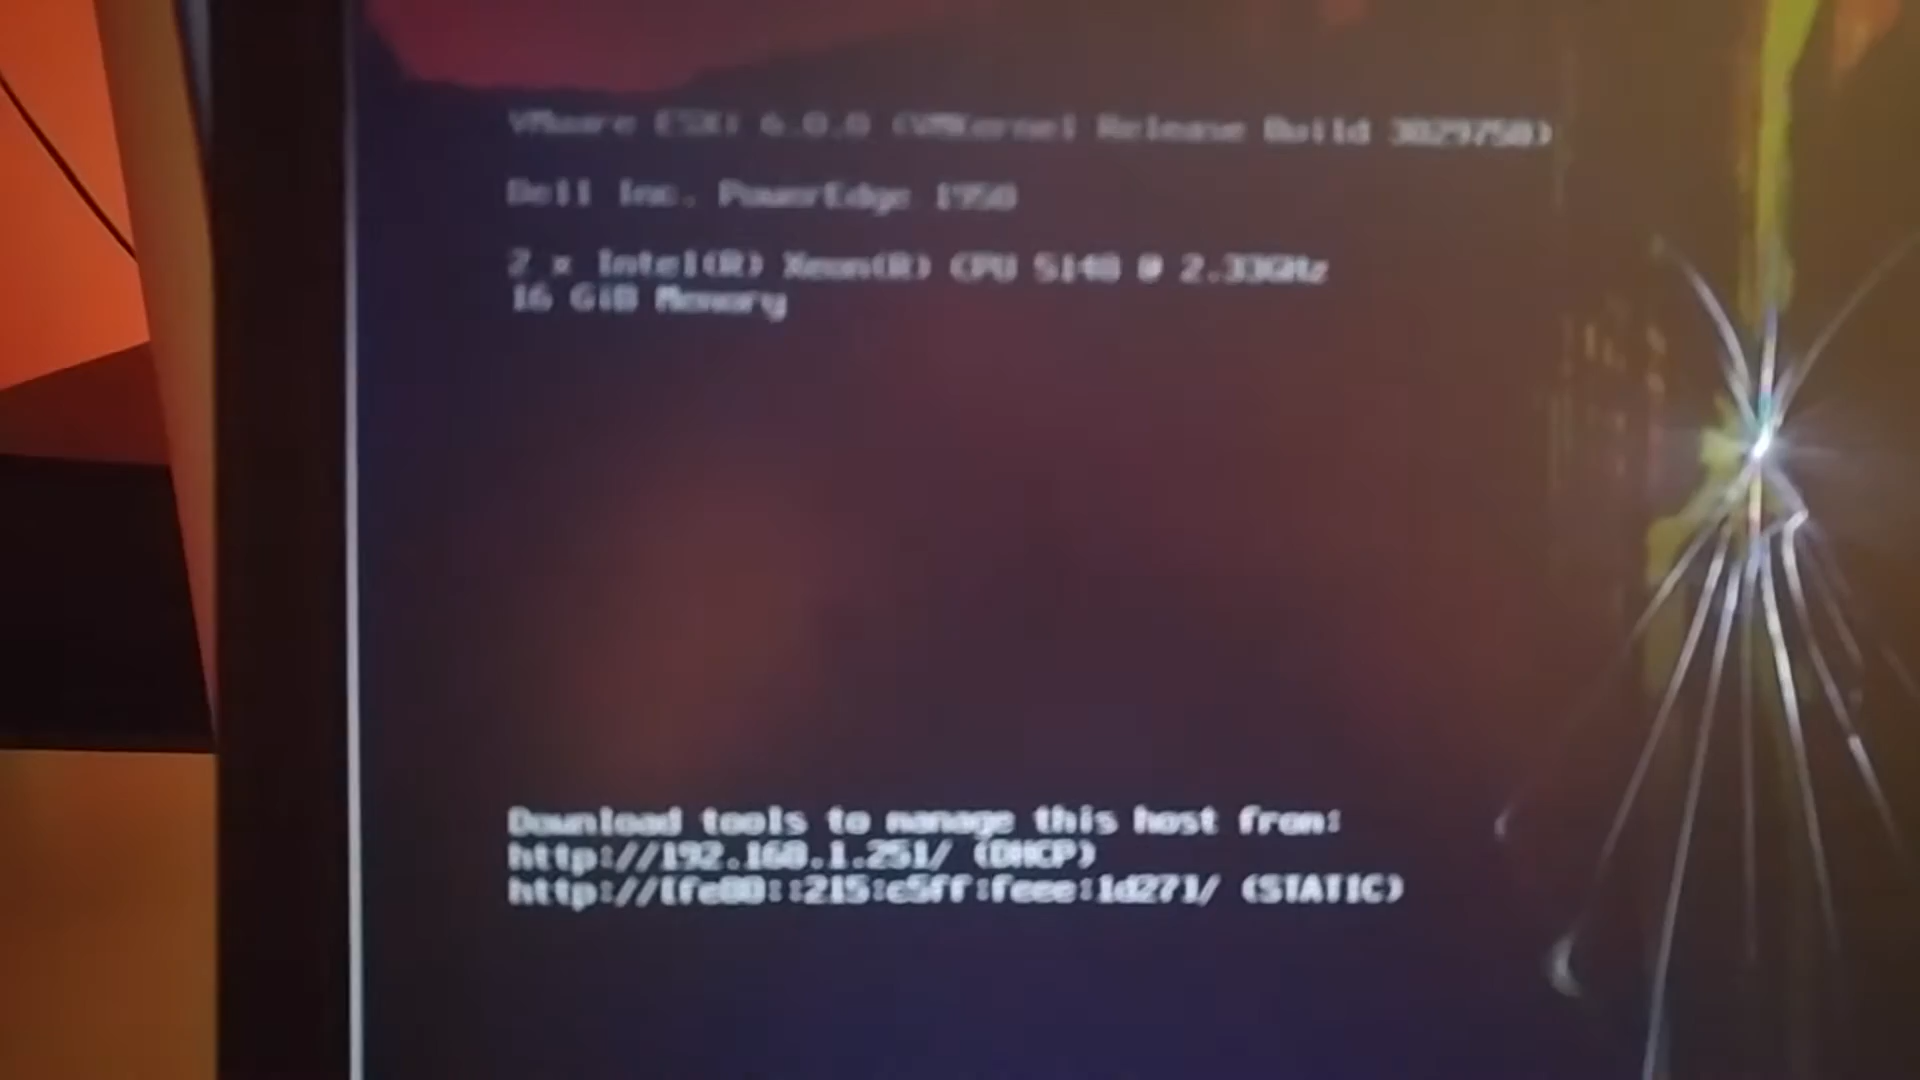 VMware ESXi 6.0.0 (VMKernel Release Build 3029758)
Dell Inc. PowerEdge 1950
2 x Intel(R) Xeon(R) CPU 5140 @ 2.33GHz
16 GiB Memory
Download tools to manage this host from:
http://192.168.1.251/ (DHCP)
http://[fe80::215:c5ff:feee:1d27]/ (STATIC)